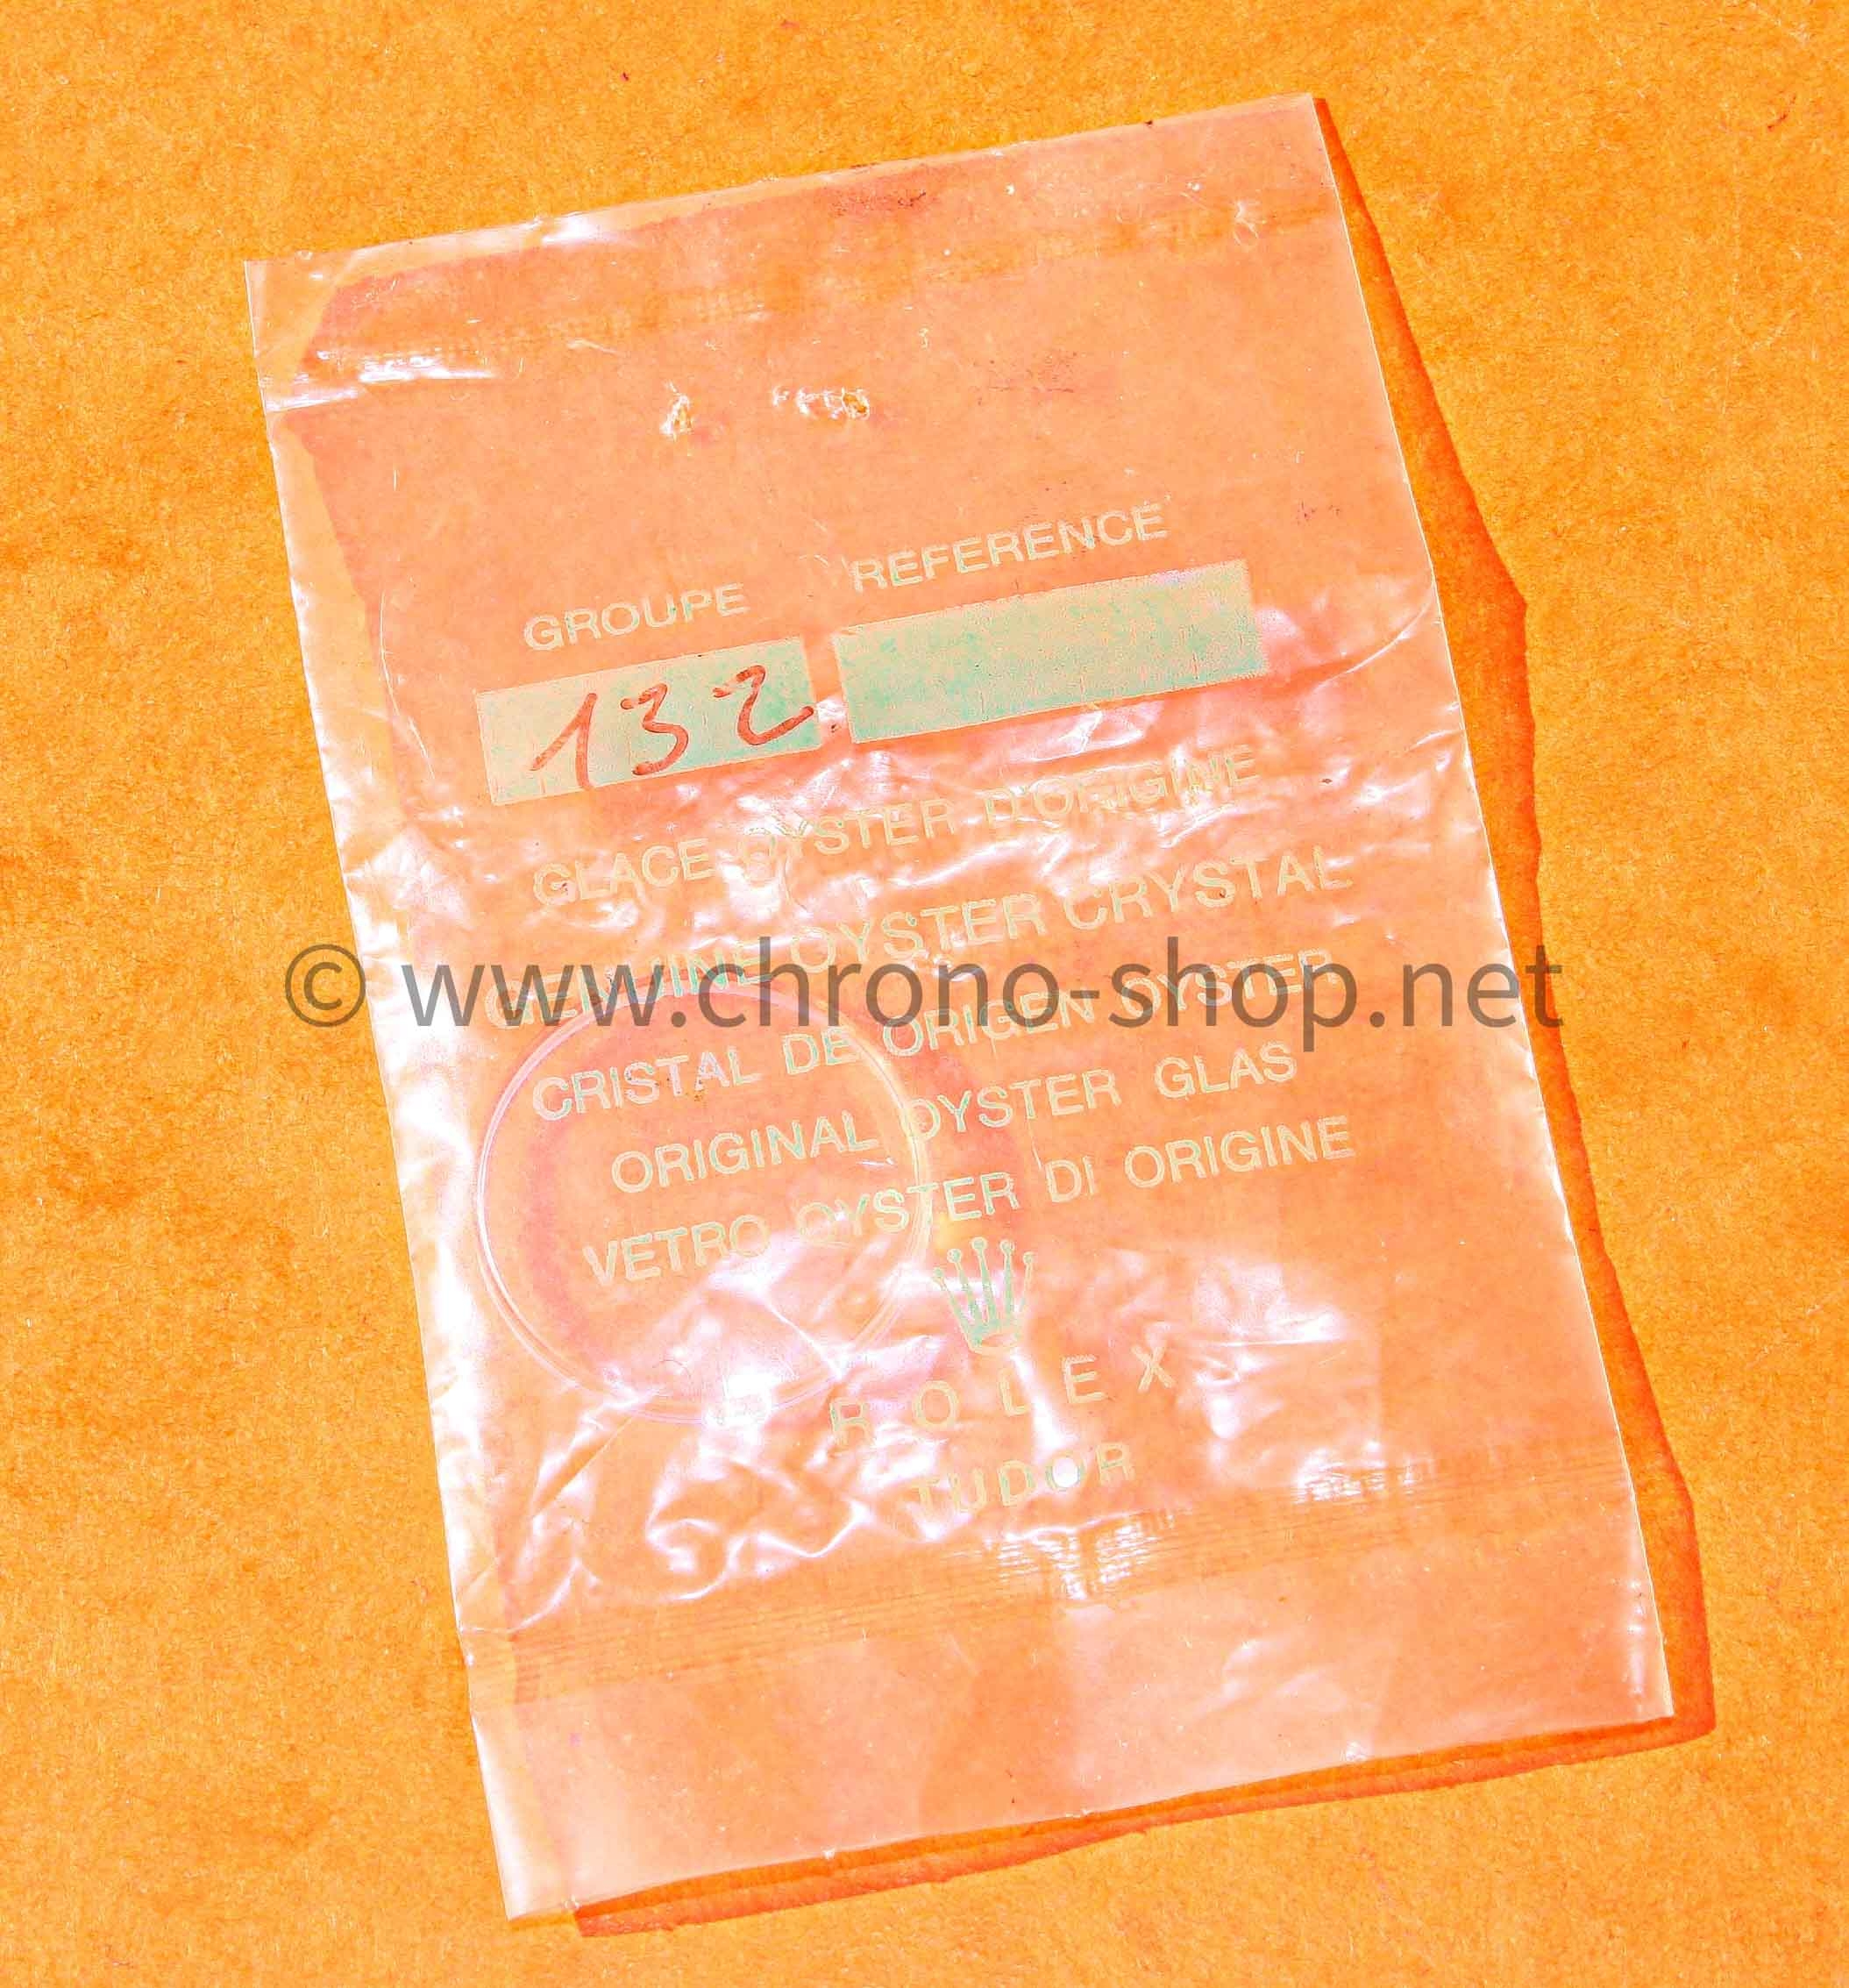 GROUPE REFERENCE
132
GLACE OYSTER D'ORIGINE
GENUINE OYSTER CRYSTAL
© www.chrono-shop.net
CRISTAL DE ORIGEN OYSTER
ORIGINAL OYSTER GLAS
VETRO OYSTER DI ORIGINE
ROLEX
TUDOR